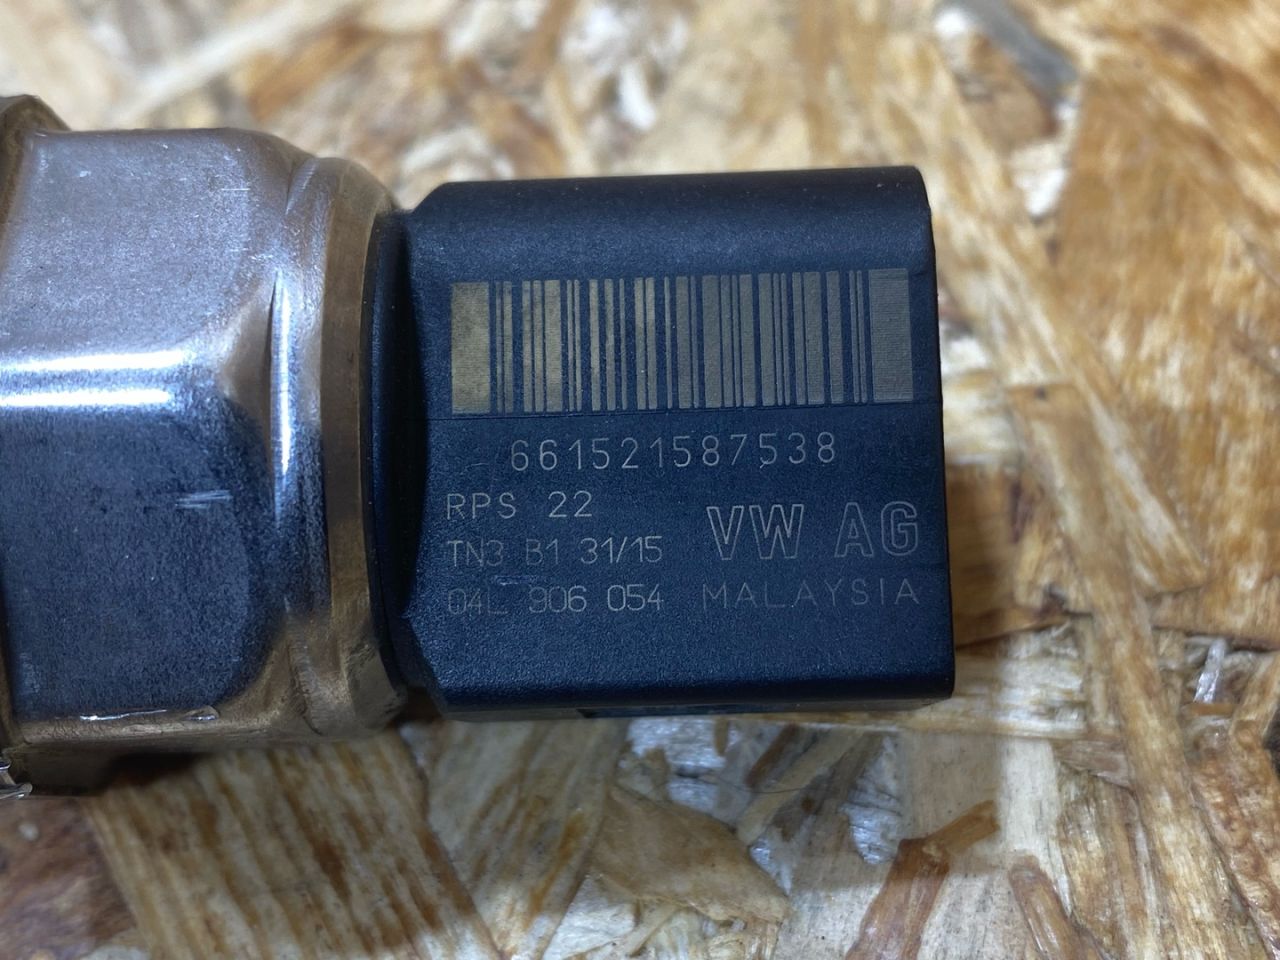 661521587538
RPS 22
TN3 B1 31/15
VW AG
04L 906 054
MALAYSIA